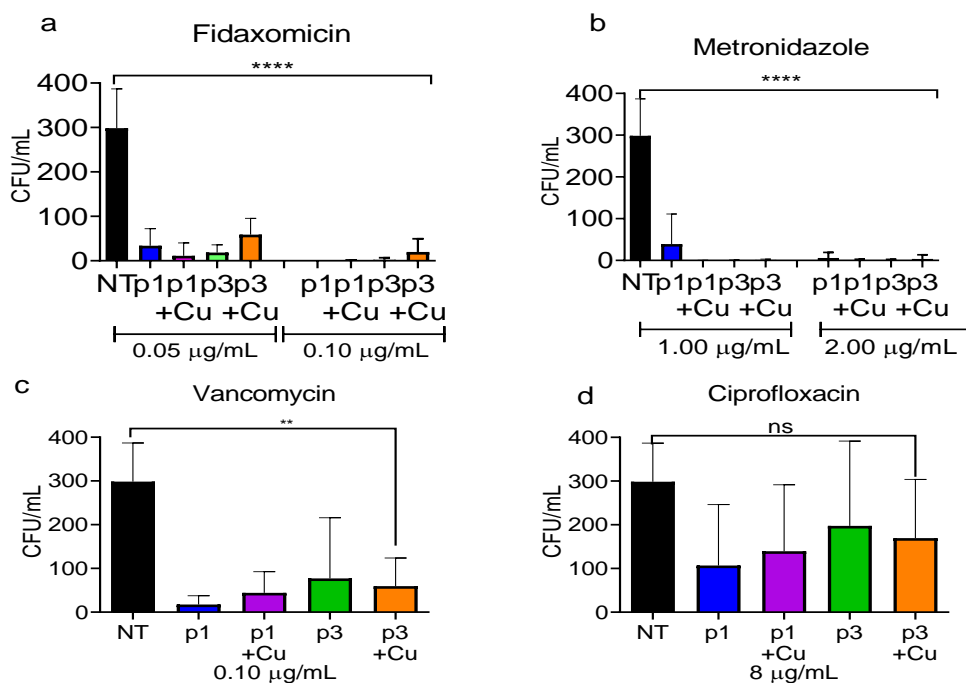 a
Fidaxomicin
****
400
300
200
100
0
CFU/mL
NT p1 p1 p3 p3 p1 p1 p3 p3
+Cu +Cu +Cu +Cu
0.05 µg/mL 0.10 µg/mL
b
Metronidazole
****
400
300
200
100
0
CFU/mL
NT p1 p1 p3 p3 p1 p1 p3 p3
+Cu +Cu +Cu +Cu
1.00 µg/mL 2.00 µg/mL
c
Vancomycin
**
400
300
200
100
0
CFU/mL
NT p1 p1 p3 p3
+Cu +Cu
0.10 µg/mL
d
Ciprofloxacin
ns
400
300
200
100
0
CFU/mL
NT p1 p1 p3 p3
+Cu +Cu
8 µg/mL